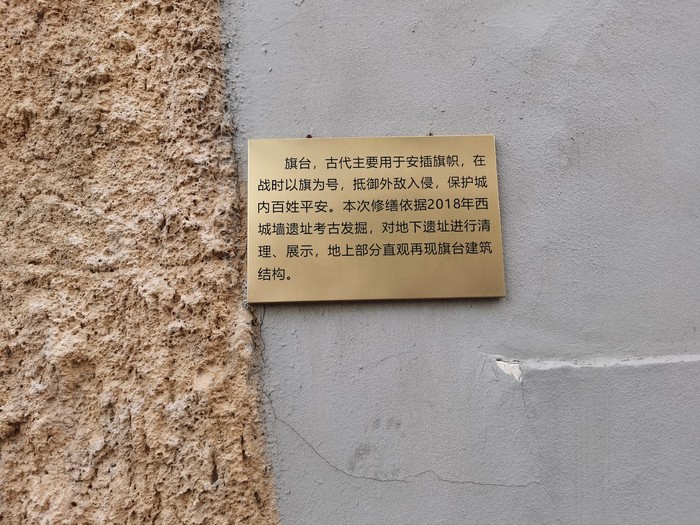 旗台，古代主要用于安插旗帜，在
战时以旗为号，抵御外敌入侵，保护城
内百姓平安。本次修缮依据2018年西
城墙遗址考古发掘，对地下遗址进行清
理、展示，地上部分直观再现旗台建筑
结构。